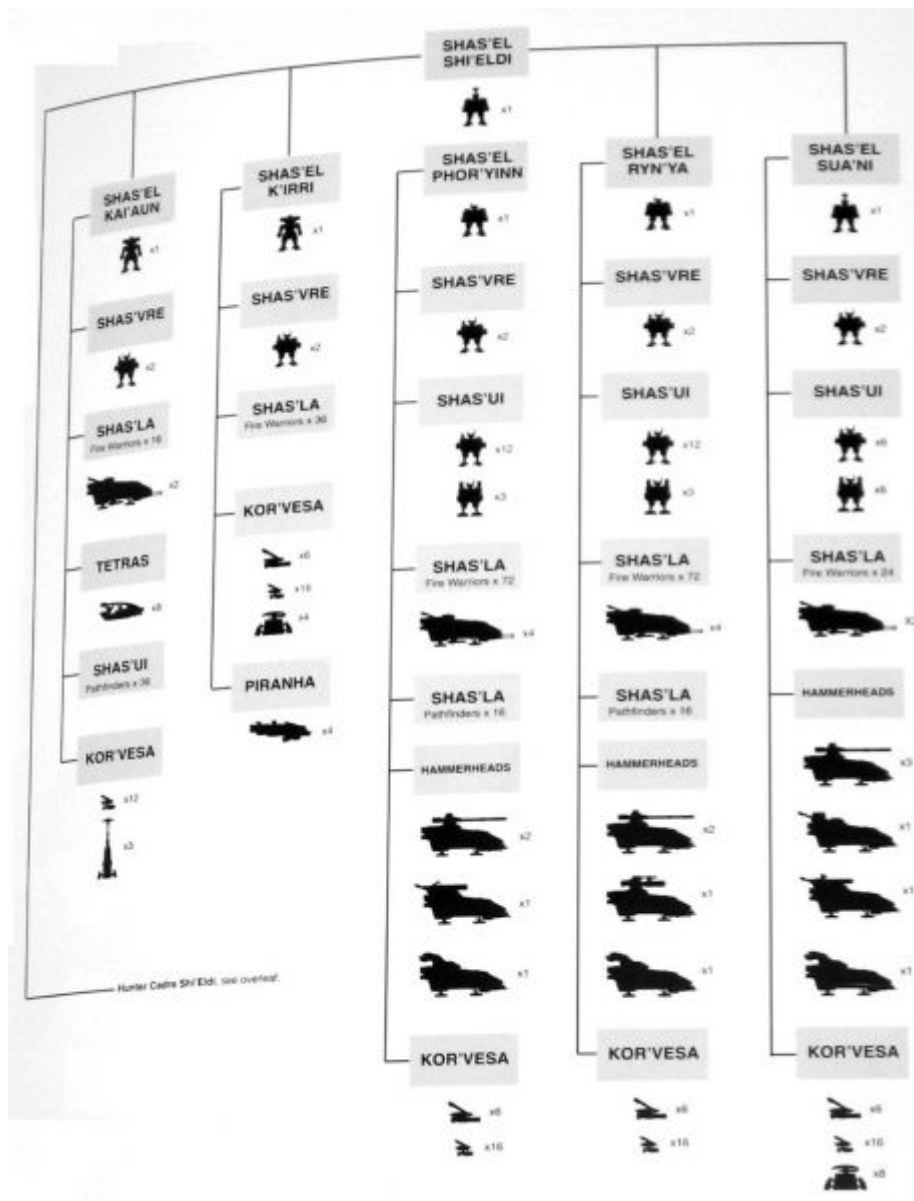 SHAS'EL
SHI'ELDI
x1
SHAS'EL
KAI'AUN
x1
SHAS'VRE
x2
SHAS'LA
Fire Warriors x 16
x2
TETRAS
x8
SHAS'UI
Pathfinders x 36
KOR'VESA
x12
x3
Hunter Cadre Shi'Eldi, see overleaf.
SHAS'EL
K'IRRI
x1
SHAS'VRE
x2
SHAS'LA
Fire Warriors x 36
KOR'VESA
x6
x16
x4
PIRANHA
x4
SHAS'EL
PHOR'YINN
x1
SHAS'VRE
x2
SHAS'UI
x12
x3
SHAS'LA
Fire Warriors x 72
x4
SHAS'LA
Pathfinders x 16
HAMMERHEADS
x2
x1
x1
KOR'VESA
x6
x16
SHAS'EL
RYN'YA
x1
SHAS'VRE
x2
SHAS'UI
x12
x3
SHAS'LA
Fire Warriors x 72
x4
SHAS'LA
Pathfinders x 16
HAMMERHEADS
x2
x1
x1
KOR'VESA
x6
x16
SHAS'EL
SUA'NI
x1
SHAS'VRE
x2
SHAS'UI
x6
x6
SHAS'LA
Fire Warriors x 24
HAMMERHEADS
x3
x1
x1
x1
KOR'VESA
x6
x16
x8